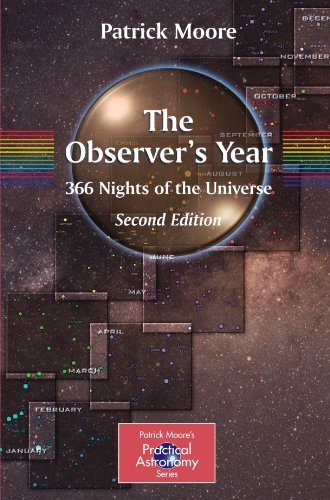 Patrick Moore
DECEM
NOVEMBER
OCTOBER
SEPTEMBER
The
Observer's Year
AUGUST
366 Nights of the Universe
Second Edition
JUNE
MAY
APRIL
MARCH
FEBRUARY
JANUARY
Patrick Moore's
Practical
Astronomy
Series